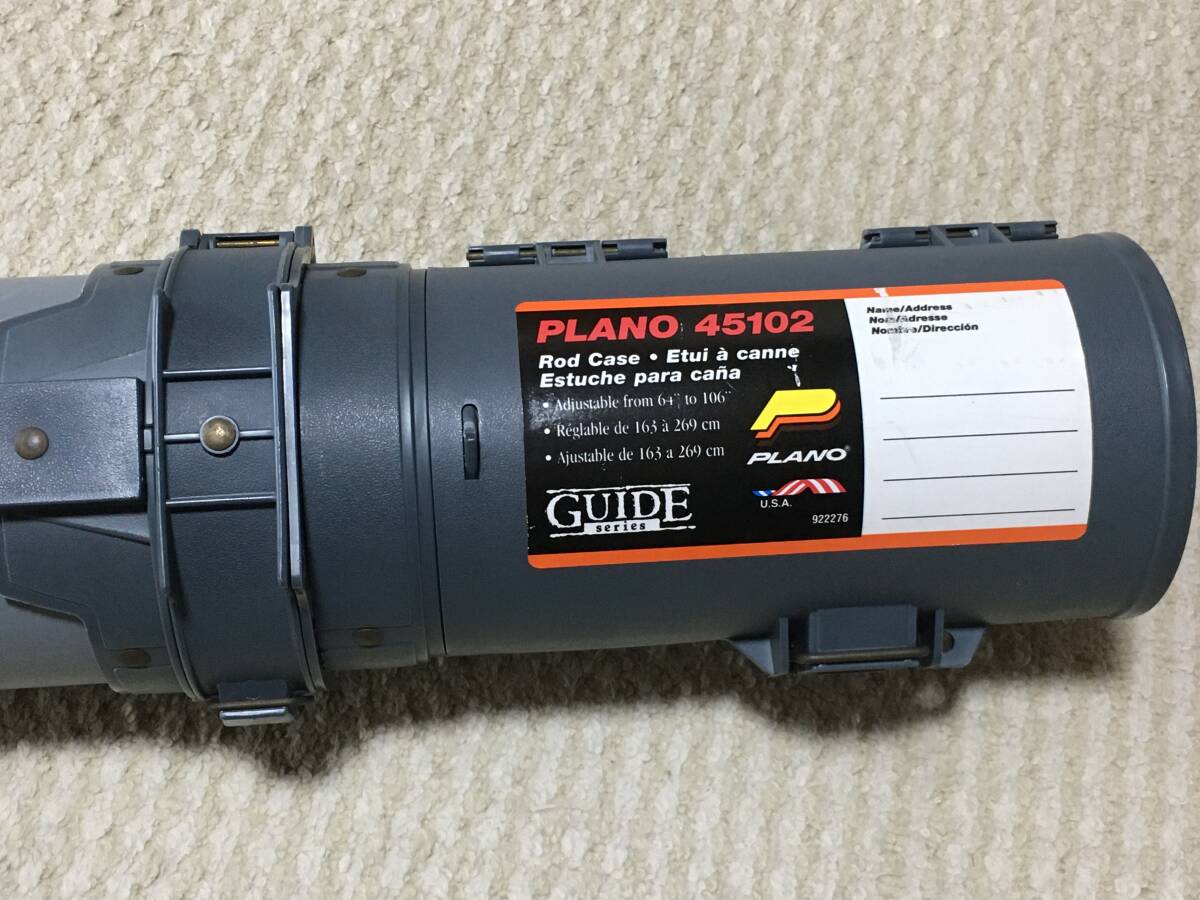 PLANO 45102
Rod Case • Etui à canne
Estuche para caña
• Adjustable from 64" to 106"
• Réglable de 163 à 269 cm
• Ajustable de 163 a 269 cm
GUIDE
series
PLANO®
U.S.A.
922276
Name/Address
Nom/Adresse
Nombre/Dirección